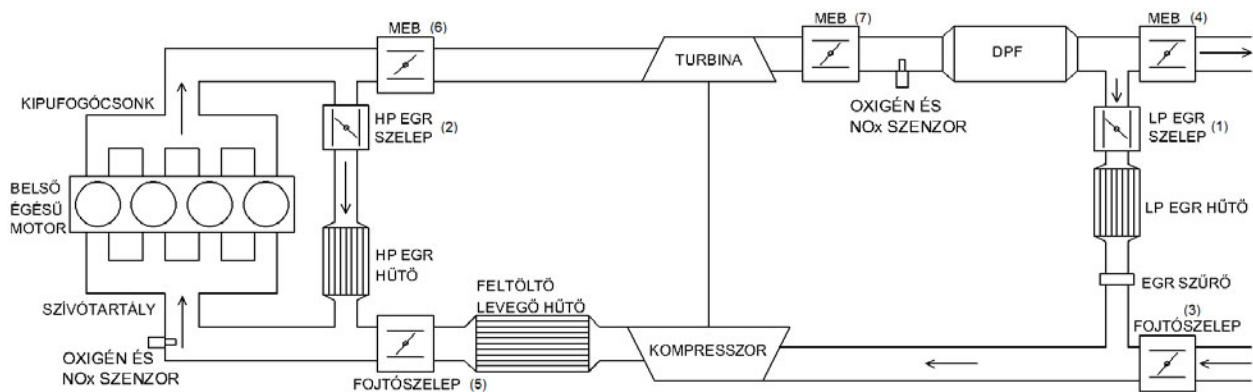 MEB (6)
MEB (7)
MEB (4)
TURBINA
DPF
KIPUFOGÓCSONK
HP EGR
SZELEP (2)
OXIGÉN ÉS
NOx SZENZOR
LP EGR
SZELEP (1)
BELSŐ
ÉGÉSŰ
MOTOR
LP EGR HŰTŐ
HP EGR
HŰTŐ
FELTÖLTŐ
LEVEGŐ HŰTŐ
EGR SZŰRŐ
SZÍVÓTARTÁLY
(3)
FOJTÓSZELEP
KOMPRESSZOR
OXIGÉN ÉS
NOx SZENZOR
FOJTÓSZELEP (5)